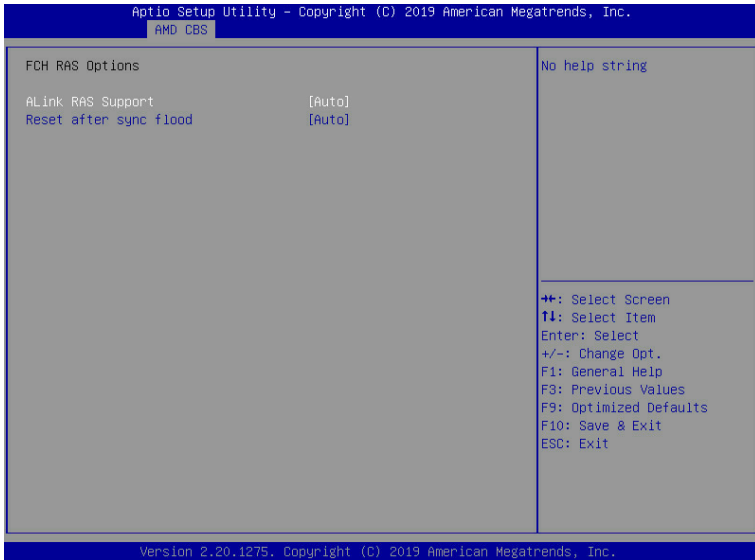 Aptio Setup Utility – Copyright (C) 2019 American Megatrends, Inc.
AMD CBS
FCH RAS Options
No help string
ALink RAS Support [Auto]
Reset after sync flood [Auto]
→←: Select Screen
↑↓: Select Item
Enter: Select
+/-: Change Opt.
F1: General Help
F3: Previous Values
F9: Optimized Defaults
F10: Save & Exit
ESC: Exit
Version 2.20.1275. Copyright (C) 2019 American Megatrends, Inc.